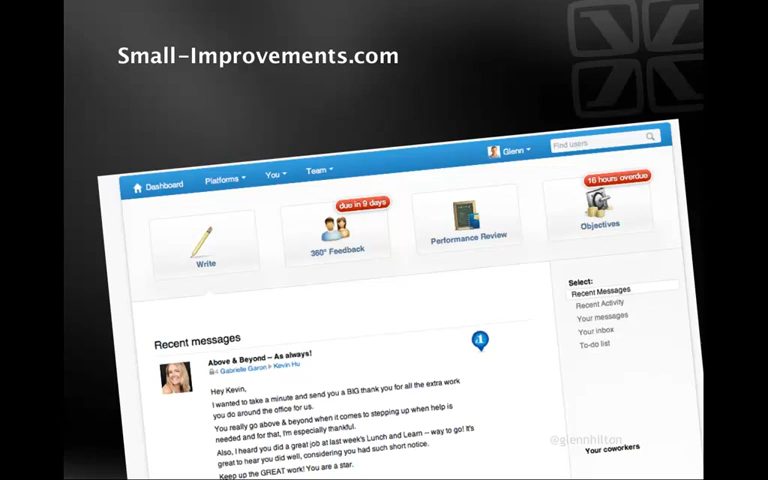 Small-Improvements.com
Dashboard Platforms You Team Glenn Find users
due in 9 days 16 hours overdue
Write 360° Feedback Performance Review Objectives
Select:
Recent Messages
Recent Activity
Your messages
Your inbox
To-do list
Recent messages
Above & Beyond – As always!
Gabrielle Garon Kevin Hu
1
Hey Kevin,
I wanted to take a minute and send you a BIG thank you for all the extra work
you do around the office for us.
You really go above & beyond when it comes to stepping up when help is
needed and for that, I'm especially thankful.
Also, I heard you did a great job at last week's Lunch and Learn – way to go! It's
great to hear you did well, considering you had such short notice.
Keep up the GREAT work! You are a star.
@glennhilton
Your coworkers